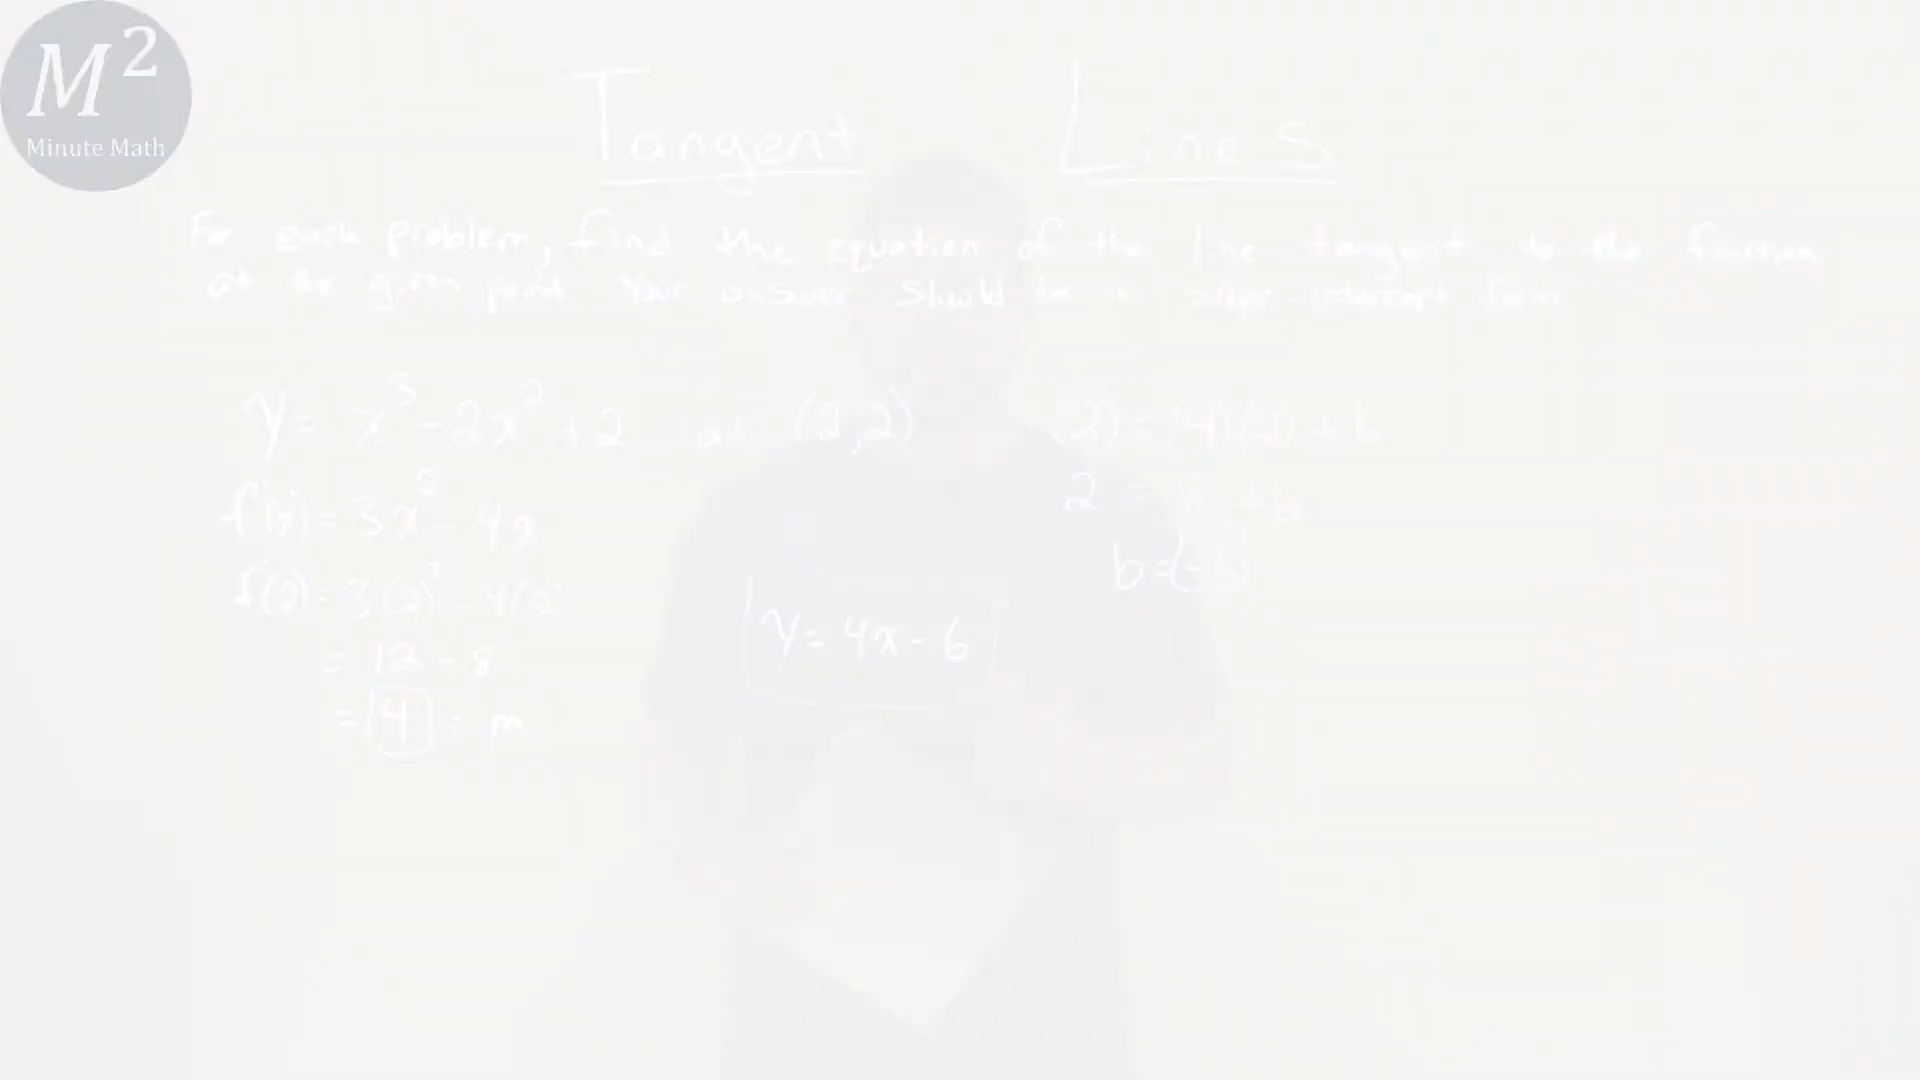 M²
Minute Math
Tangent Lines
For each problem, find the equation of the line tangent to the function
at the given point. Your answer should be in slope-intercept form
y = x³ - 2x² + 2 at (2,2)
f'(x) = 3x² - 4x
f'(2) = 3(2)² - 4(2)
= 12 - 8
= 4 = m
(2) = (4)(2) + b
2 = 8 + b
b = -6
y = 4x - 6